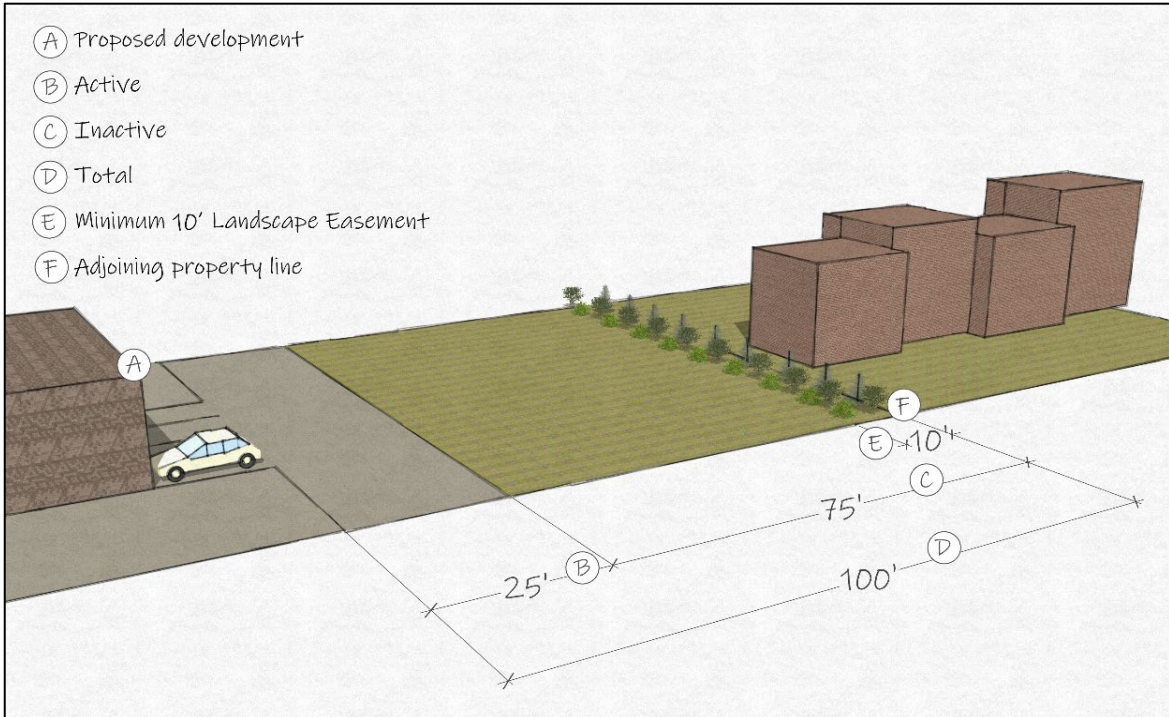 A Proposed development
B Active
C Inactive
D Total
E Minimum 10' Landscape Easement
F Adjoining property line
A
F
E 10'
C
75'
D
B
25'
100'